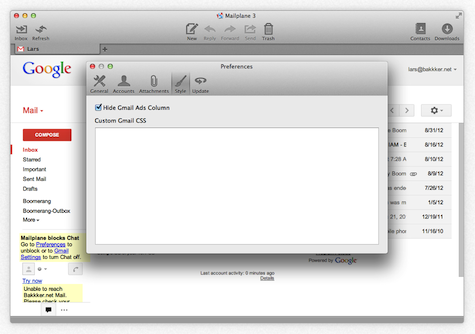 Mailplane 3
Inbox
Refresh
New
Reply
Forward
Send
Trash
Contacts
Downloads
Lars
Google
lars@bakkker.net
Preferences
General
Accounts
Attachments
Style
Update
Hide Gmail Ads Column
Custom Gmail CSS
Mail
COMPOSE
Inbox
Starred
Important
Sent Mail
Drafts
Boomerang
Boomerang-Outbox
More
Boom 8/31/12
AM - E 8/16/12
7:28 A 8/10/12
y Boom 8/9/12
as ende 7/26/12
was m 1/5/12
21, 20 12/19/11
ile phor 11/16/10
Mailplane blocks Chat
Go to Preferences to
unblock or to Gmail
Settings to turn Chat off.
Try now
Unable to reach
Bakkker.net Mail.
Please check your
Powered by Google
Last account activity: 0 minutes ago
Details